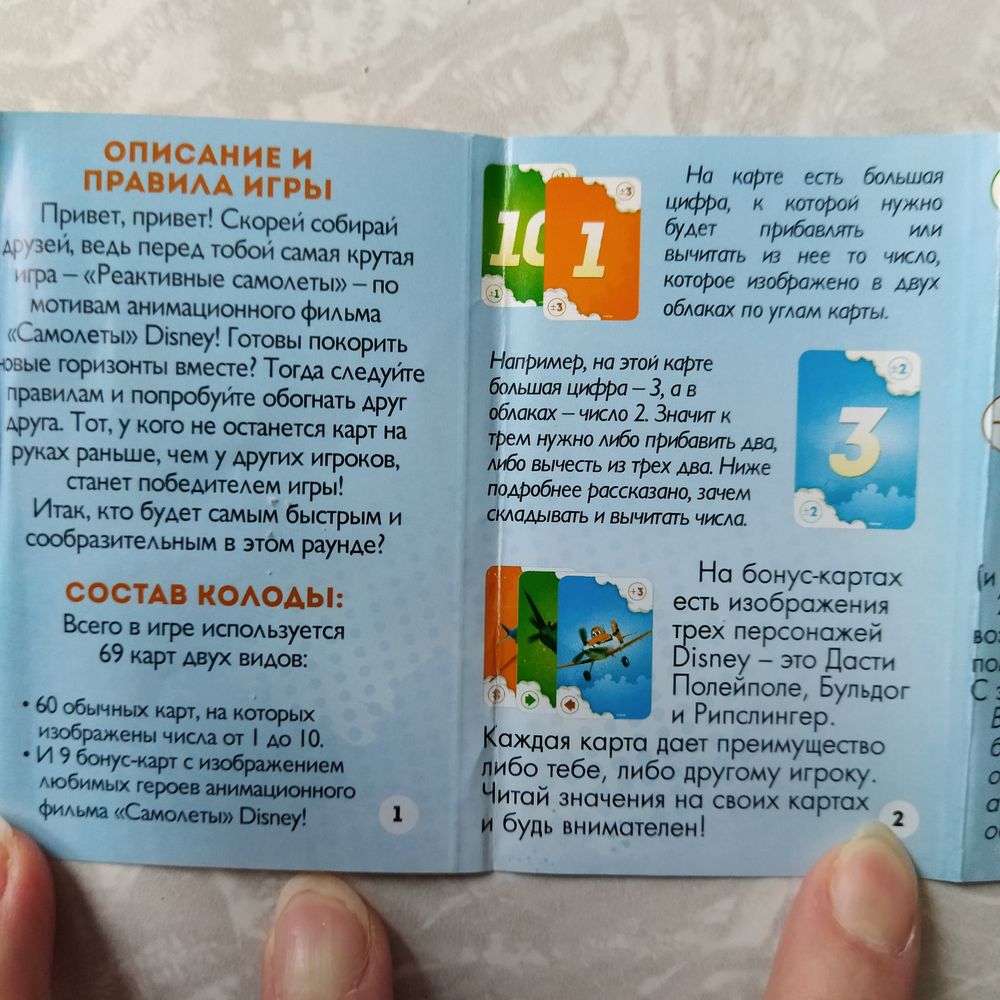 ОПИСАНИЕ И
ПРАВИЛА ИГРЫ
Привет, привет! Скорей собирай
друзей, ведь перед тобой самая крутая
игра – «Реактивные самолеты» – по
мотивам анимационного фильма
«Самолеты» Disney! Готовы покорить
новые горизонты вместе? Тогда следуйте
правилам и попробуйте обогнать друг
друга. Тот, у кого не останется карт на
руках раньше, чем у других игроков,
станет победителем игры!
Итак, кто будет самым быстрым и
сообразительным в этом раунде?
СОСТАВ КОЛОДЫ:
Всего в игре используется
69 карт двух видов:
• 60 обычных карт, на которых
изображены числа от 1 до 10.
• И 9 бонус-карт с изображением
любимых героев анимационного
фильма «Самолеты» Disney!
1
±1
10
±1
±3
1
±3
На карте есть большая
цифра, к которой нужно
будет прибавлять или
вычитать из нее то число,
которое изображено в двух
облаках по углам карты.
Например, на этой карте
большая цифра – 3, а в
облаках – число 2. Значит к
трем нужно либо прибавить два,
либо вычесть из трех два. Ниже
подробнее рассказано, зачем
складывать и вычитать числа.
±2
3
±2
+3
На бонус-картах
есть изображения
трех персонажей
Disney – это Дасти
Полейполе, Бульдог
и Рипслингер.
Каждая карта дает преимущество
либо тебе, либо другому игроку.
Читай значения на своих картах
и будь внимателен!
2
(и
воз
С